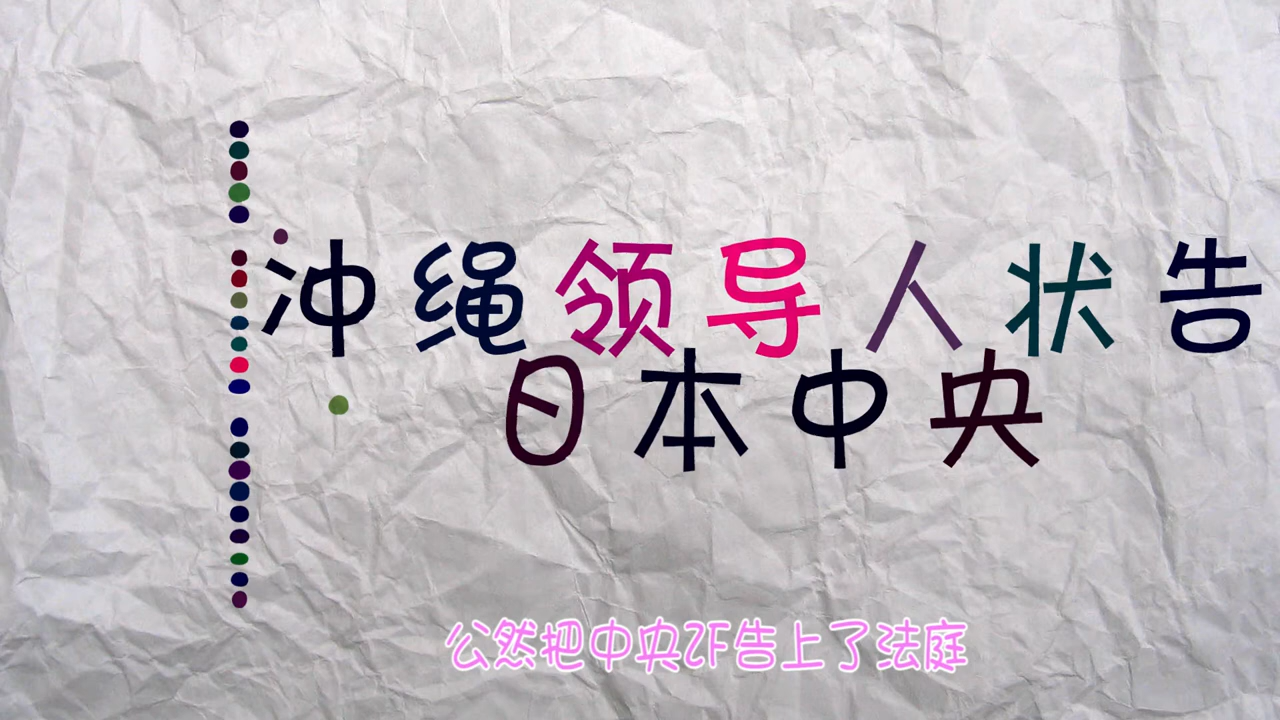 沖绳领导人状告
日本中央
公然把中央ZF告上了法庭